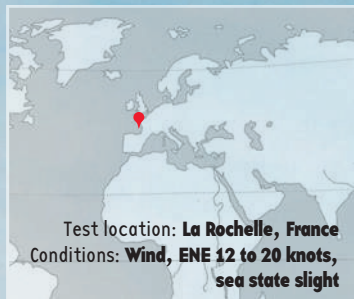 Test location: La Rochelle, France
Conditions: Wind, ENE 12 to 20 knots,
sea state slight